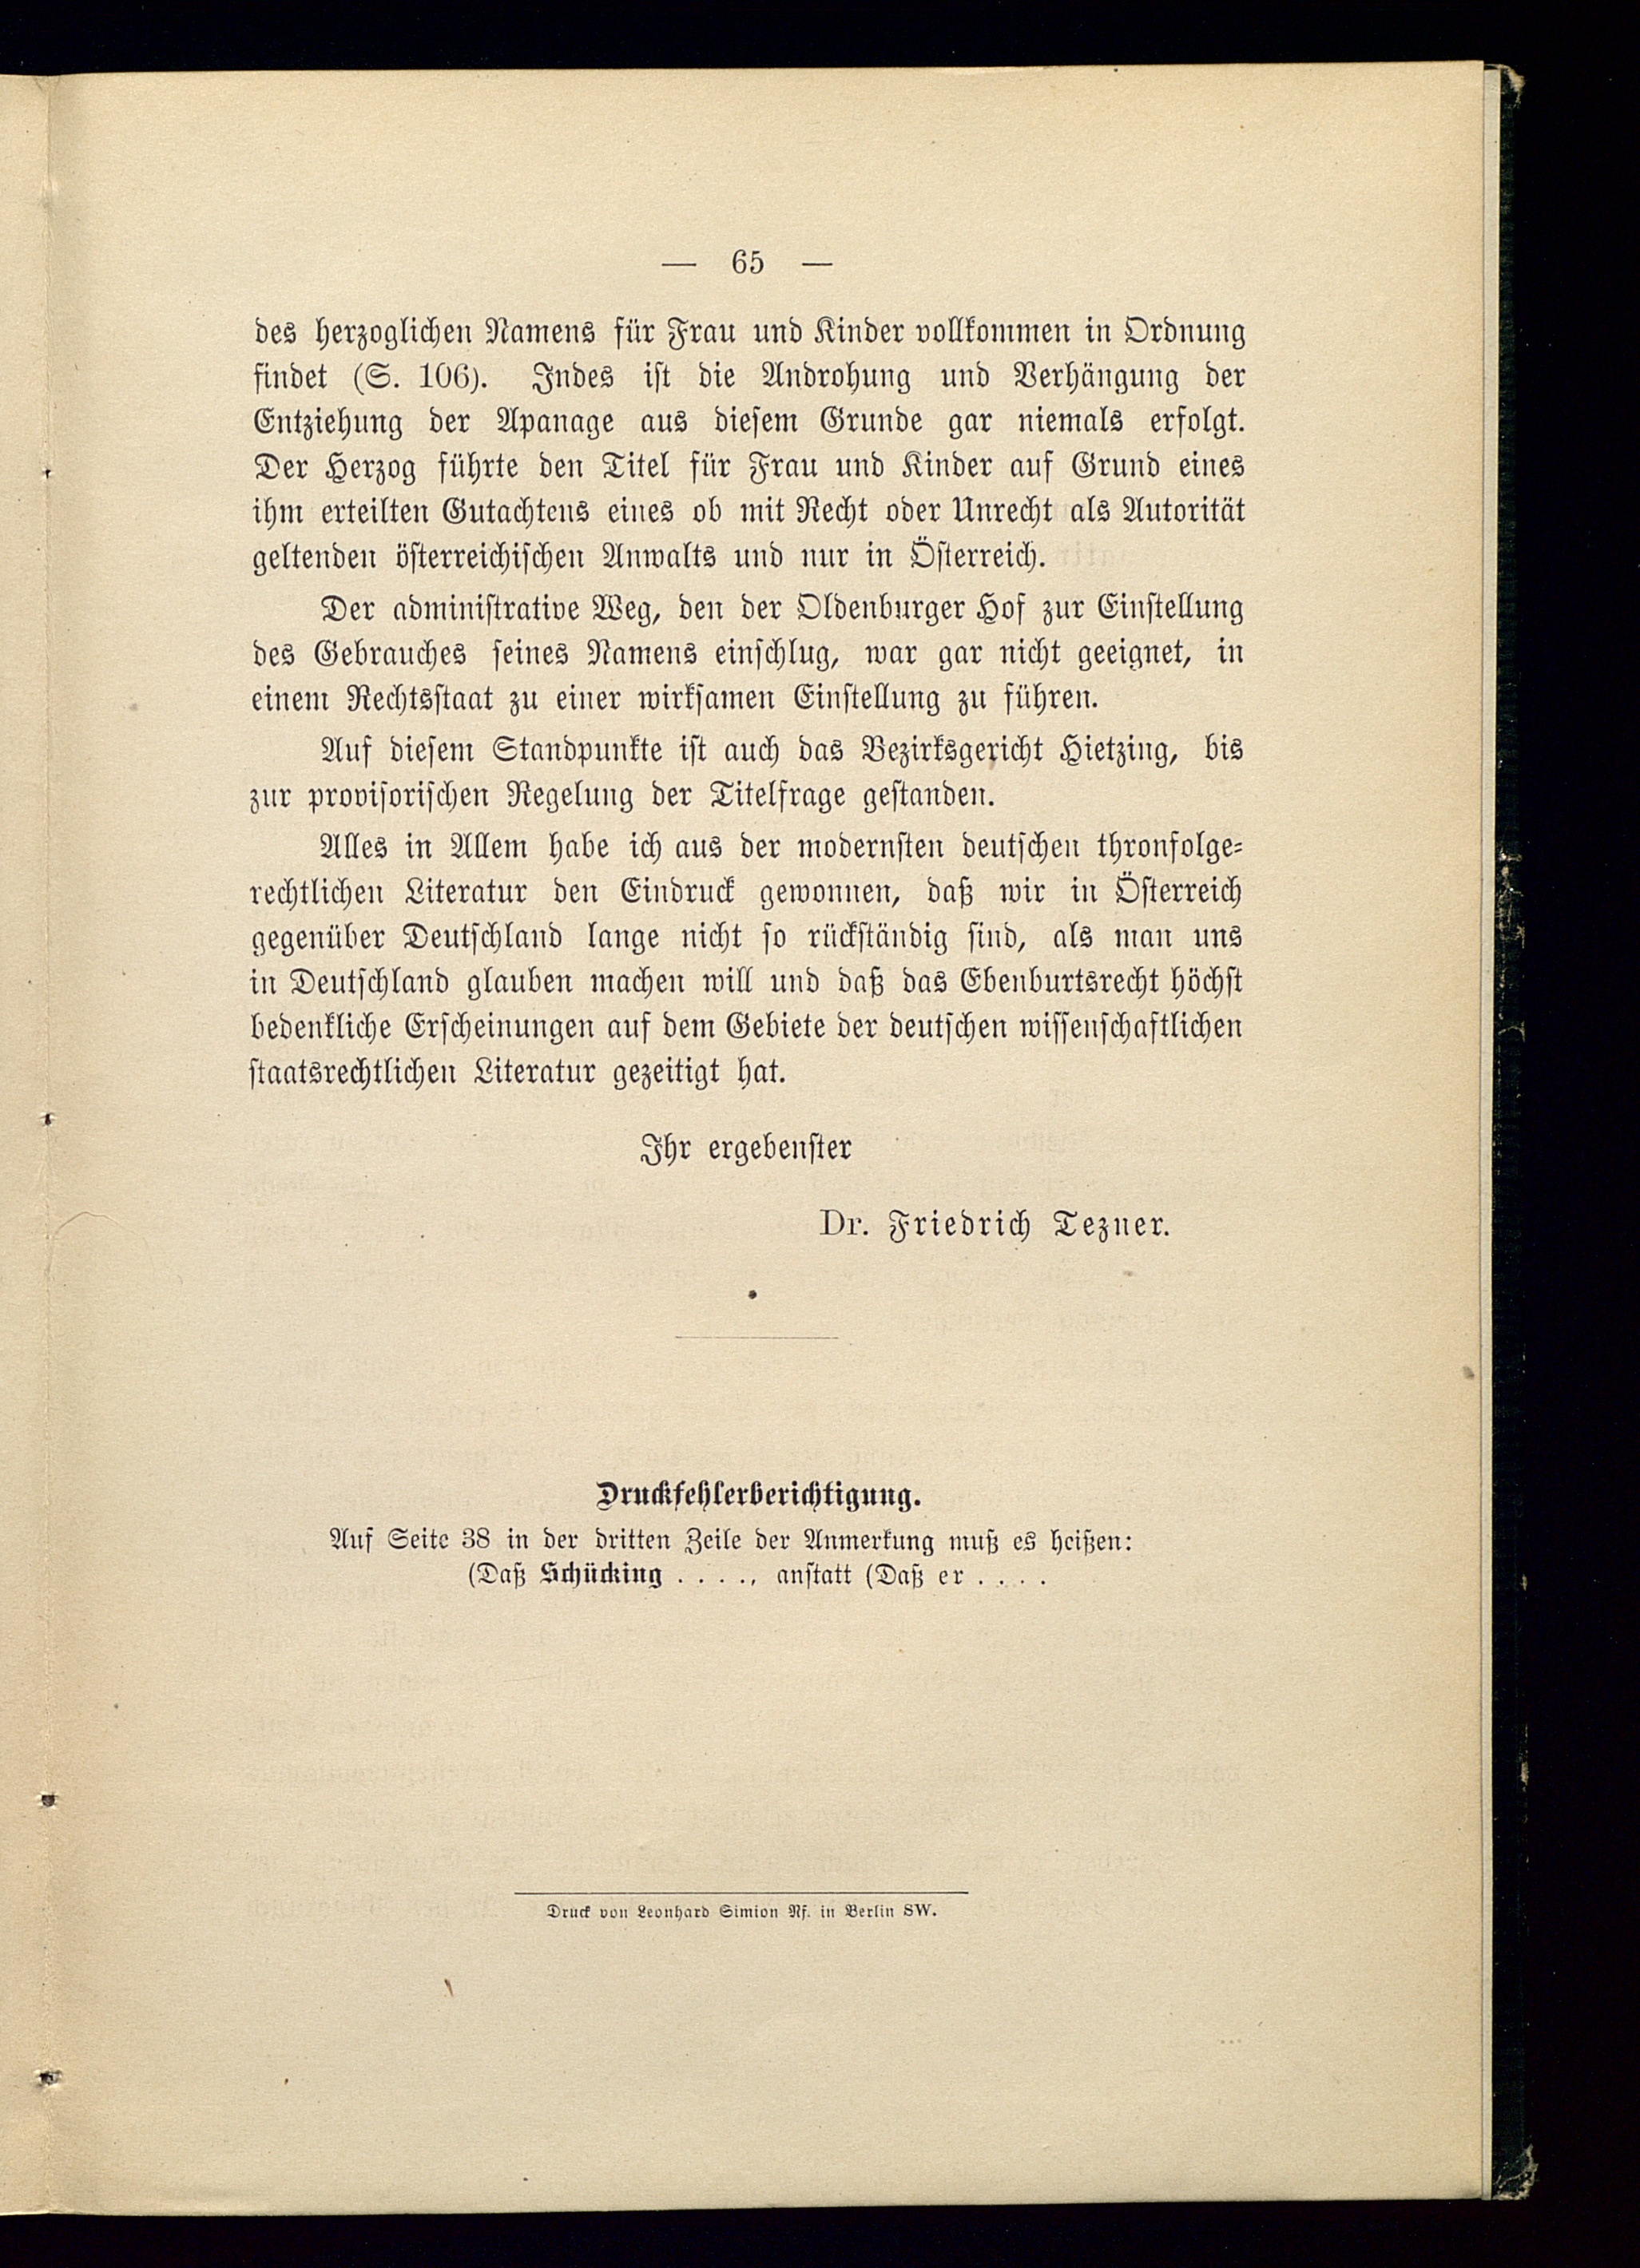 — 65 —
des herzoglichen Namens für Frau und Kinder vollkommen in Ordnung
findet (S. 106). Indes ist die Androhung und Verhängung der
Entziehung der Apanage aus diesem Grunde gar niemals erfolgt.
Der Herzog führte den Titel für Frau und Kinder auf Grund eines
ihm erteilten Gutachtens eines ob mit Recht oder Unrecht als Autorität
geltenden österreichischen Anwalts und nur in Österreich.
Der administrative Weg, den der Oldenburger Hof zur Einstellung
des Gebrauches seines Namens einschlug, war gar nicht geeignet, in
einem Rechtsstaat zu einer wirksamen Einstellung zu führen.
Auf diesem Standpunkte ist auch das Bezirksgericht Hietzing, bis
zur provisorischen Regelung der Titelfrage gestanden.
Alles in Allem habe ich aus der modernsten deutschen thronfolge-
rechtlichen Literatur den Eindruck gewonnen, daß wir in Österreich
gegenüber Deutschland lange nicht so rückständig sind, als man uns
in Deutschland glauben machen will und daß das Ebenburtsrecht höchst
bedenkliche Erscheinungen auf dem Gebiete der deutschen wissenschaftlichen
staatsrechtlichen Literatur gezeitigt hat.
Ihr ergebenster
Dr. Friedrich Tezner.
Druckfehlerberichtigung.
Auf Seite 38 in der dritten Zeile der Anmerkung muß es heißen:
(Daß Schücking . . . ., anstatt (Daß er . . . .
Druck von Leonhard Simion Nf. in Berlin SW.